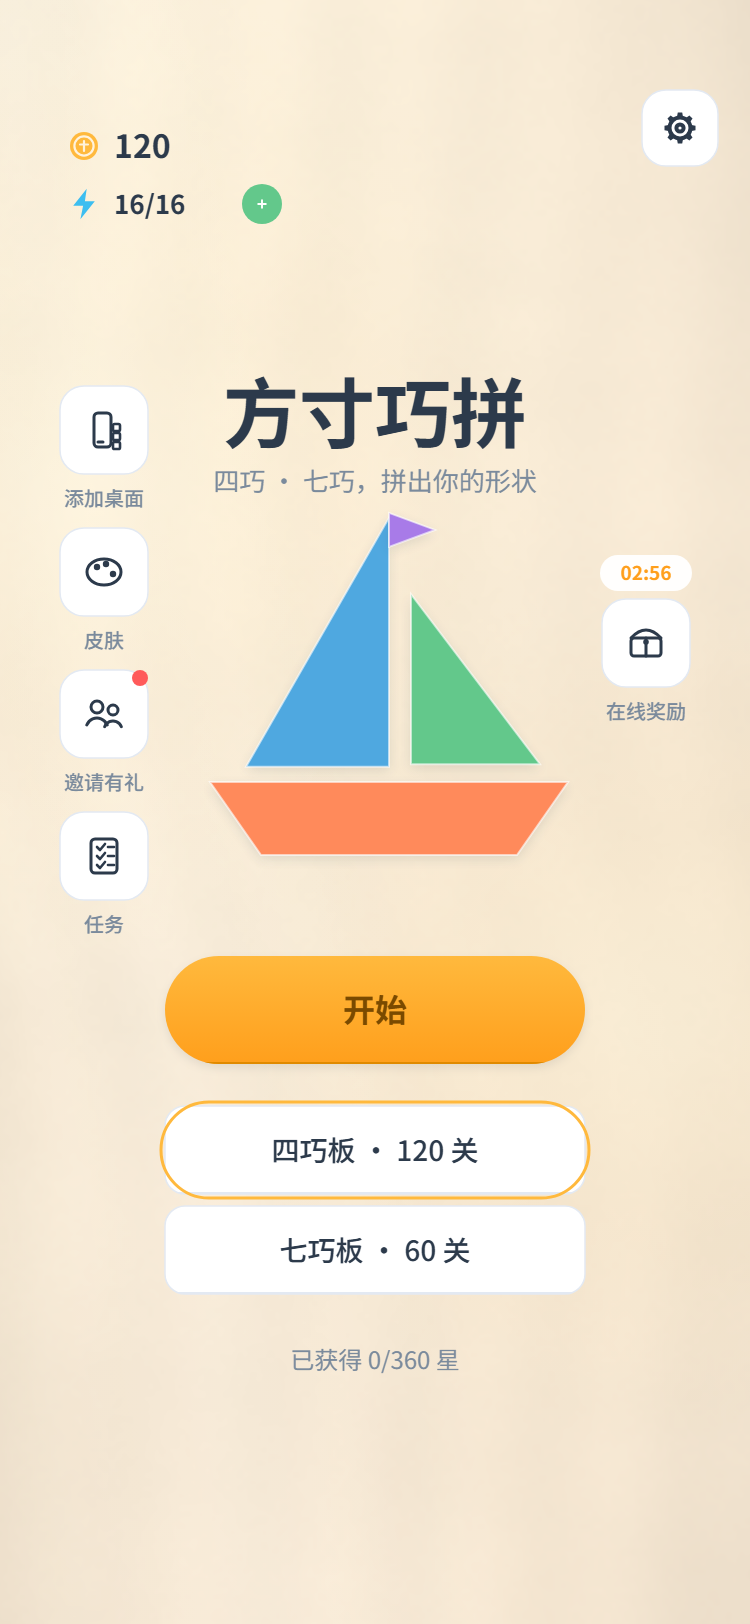 120
16/16
+
方寸巧拼
四巧 · 七巧，拼出你的形状
添加桌面
皮肤
02:56
邀请有礼
在线奖励
任务
开始
四巧板 · 120 关
七巧板 · 60 关
已获得 0/360 星